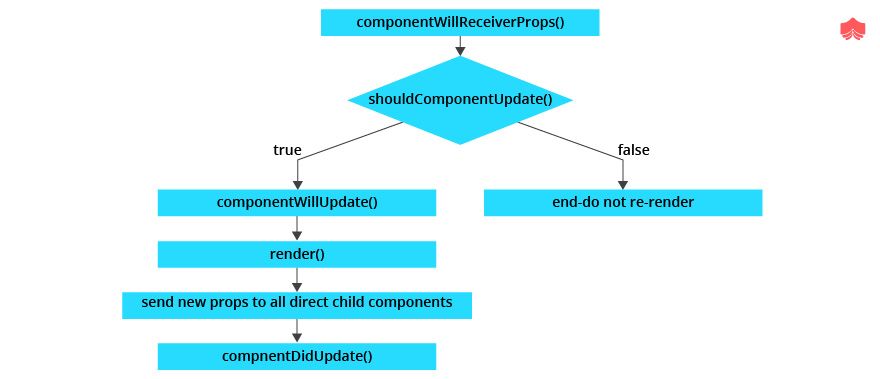 componentWillReceiverProps()
shouldComponentUpdate()
true
false
componentWillUpdate()
end-do not re-render
render()
send new props to all direct child components
compnentDidUpdate()